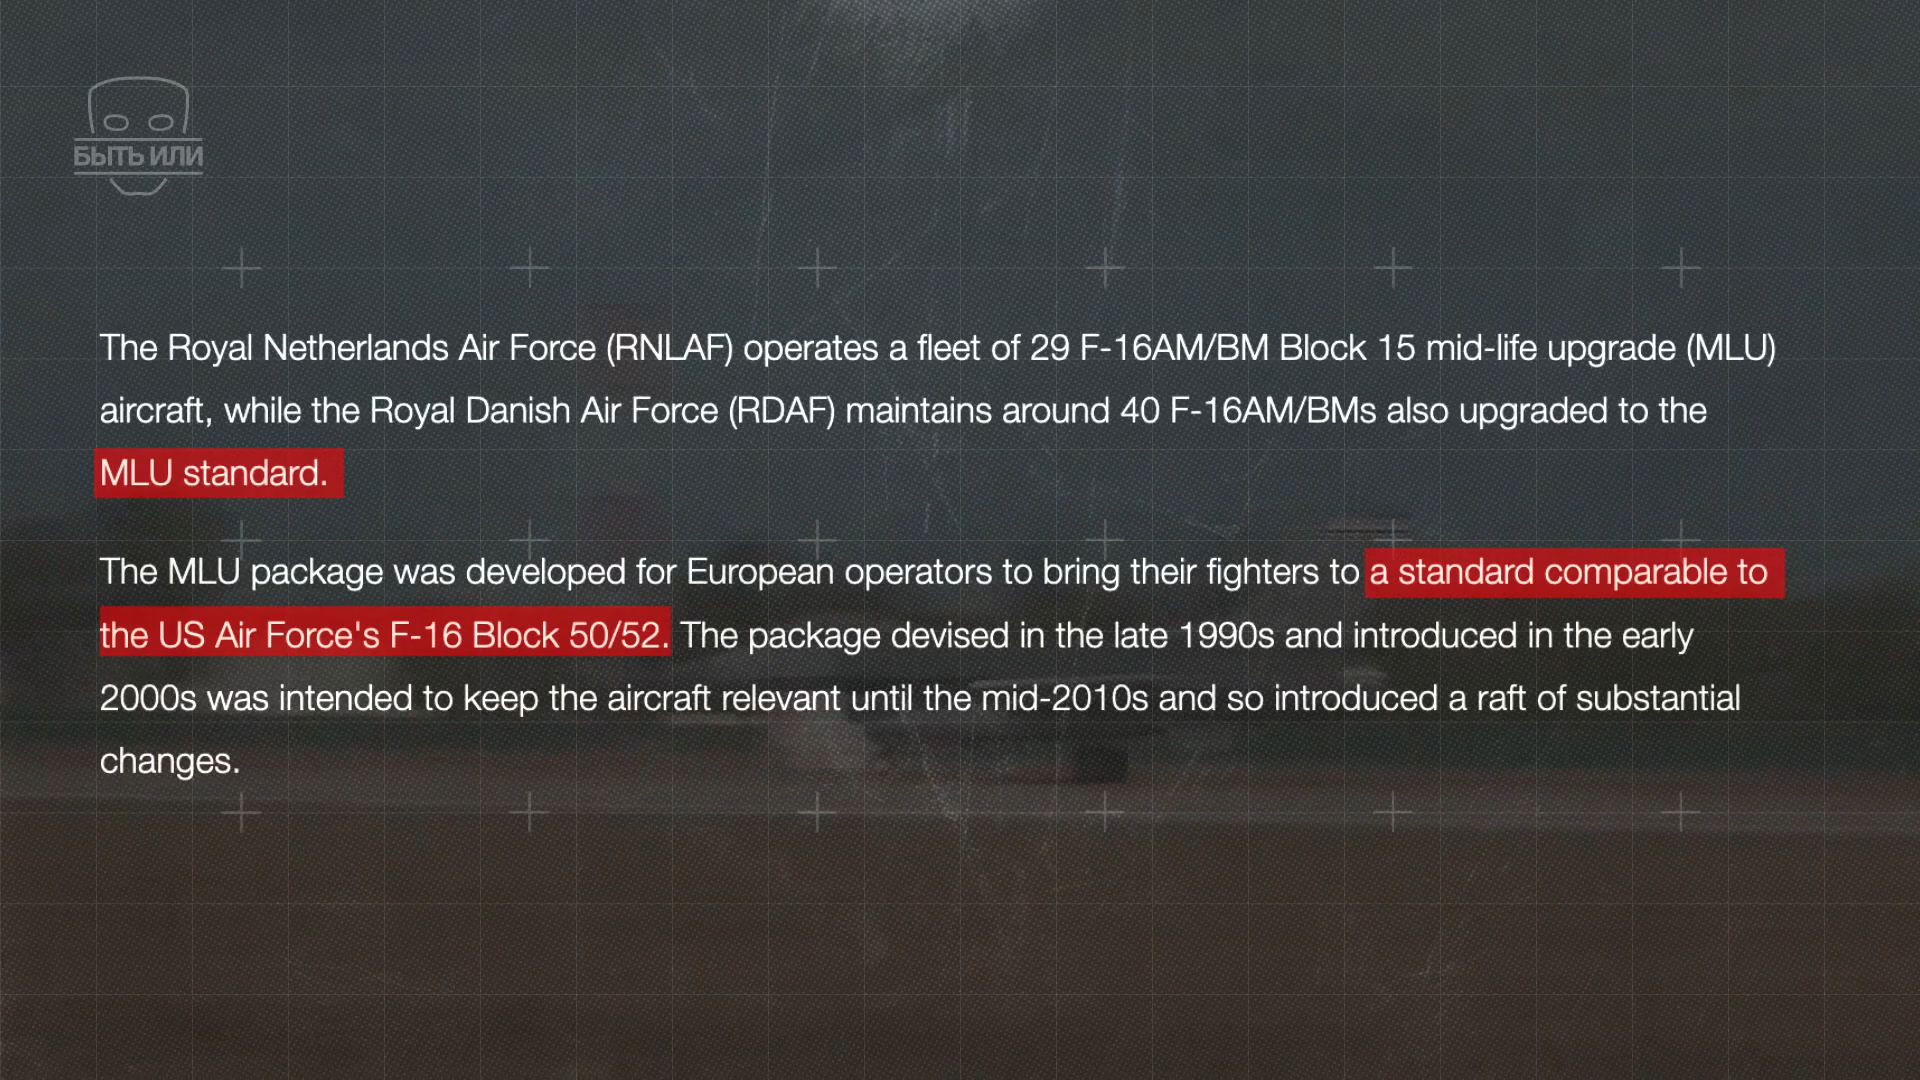 БЫТЬ ИЛИ
The Royal Netherlands Air Force (RNLAF) operates a fleet of 29 F-16AM/BM Block 15 mid-life upgrade (MLU)
aircraft, while the Royal Danish Air Force (RDAF) maintains around 40 F-16AM/BMs also upgraded to the
MLU standard.
The MLU package was developed for European operators to bring their fighters to a standard comparable to
the US Air Force's F-16 Block 50/52. The package devised in the late 1990s and introduced in the early
2000s was intended to keep the aircraft relevant until the mid-2010s and so introduced a raft of substantial
changes.